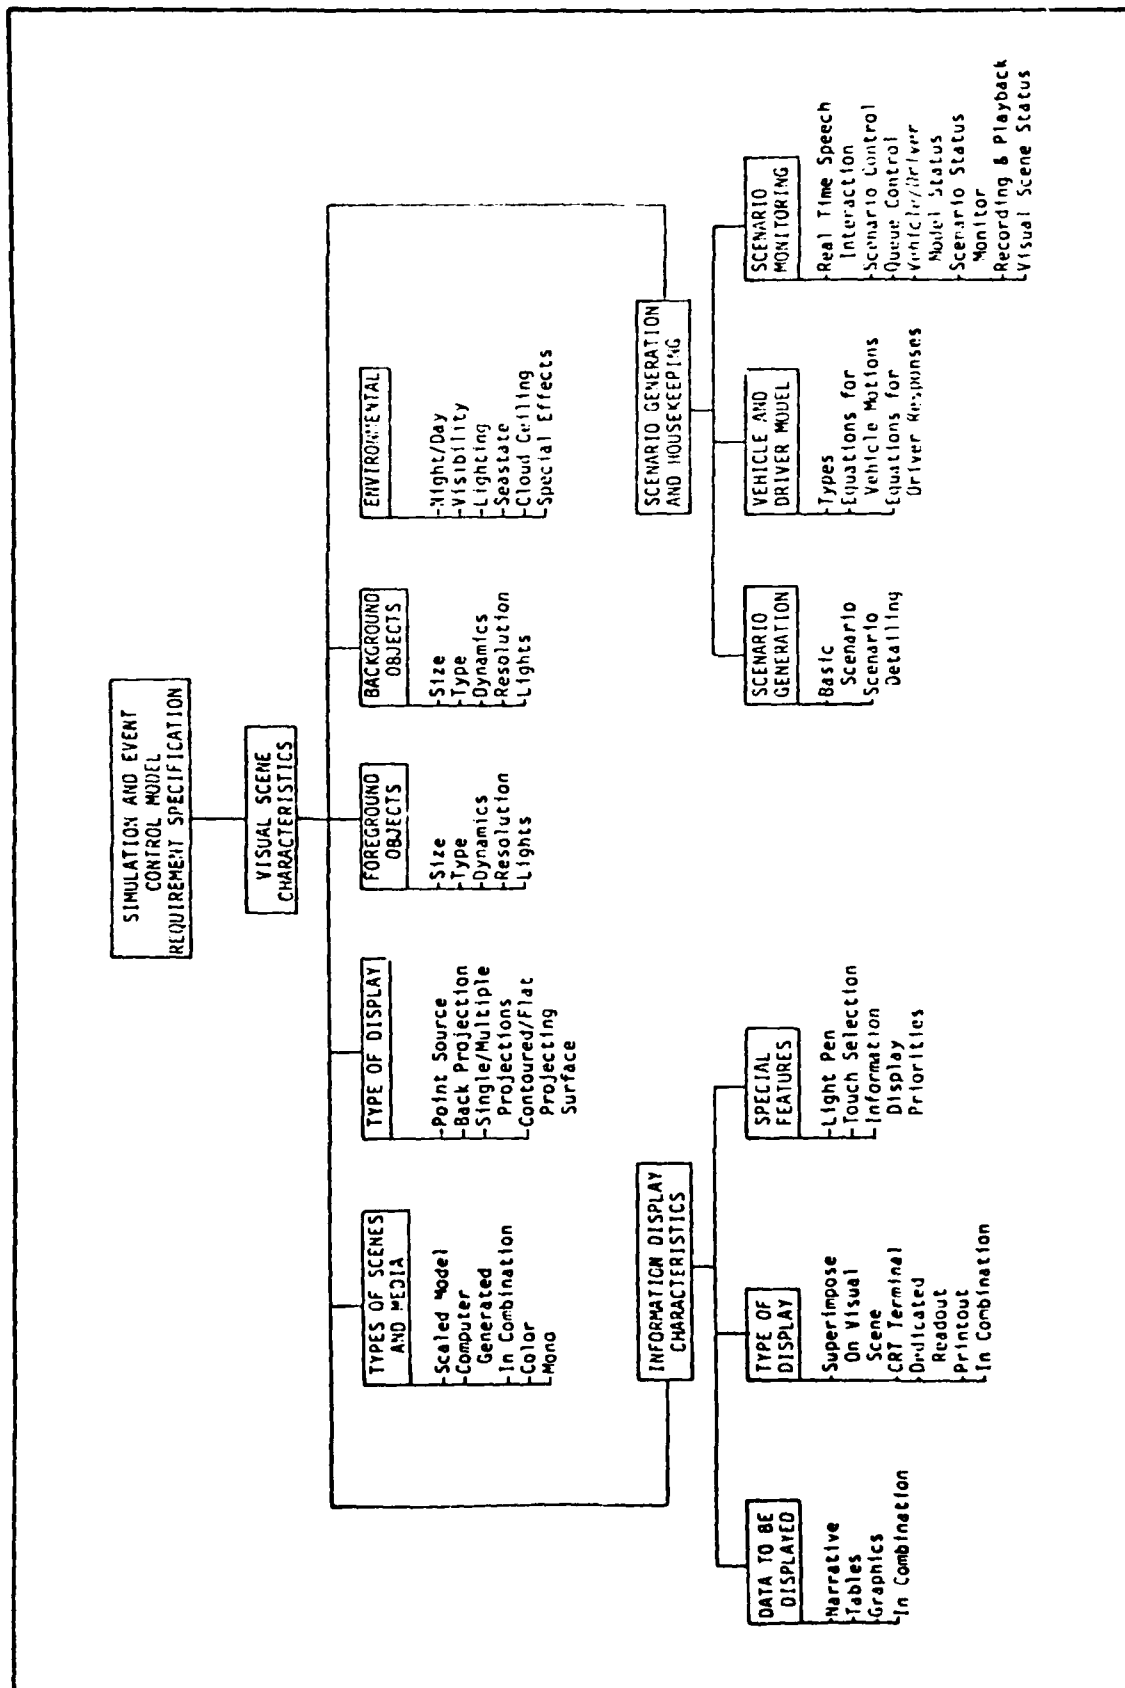 SIMULATION AND EVENT
CONTROL MODEL
REQUIREMENT SPECIFICATION
VISUAL SCENE
CHARACTERISTICS
TYPES OF SCENES
AND MEDIA
Scaled Model
Computer
Generated
In Combination
Color
Mono
TYPE OF DISPLAY
Point Source
Back Projection
Single/Multiple
Projections
Contoured/Flat
Projecting
Surface
FOREGROUND
OBJECTS
Size
Type
Dynamics
Resolution
Lights
BACKGROUND
OBJECTS
Size
Type
Dynamics
Resolution
Lights
ENVIRONMENTAL
Night/Day
Visibility
Lighting
Seastate
Cloud Ceiling
Special Effects
INFORMATION DISPLAY
CHARACTERISTICS
DATA TO BE
DISPLAYED
Narrative
Tables
Graphics
In Combination
TYPE OF
DISPLAY
Superimpose
On Visual
Scene
CRT Terminal
Dedicated
Readout
Printout
In Combination
SPECIAL
FEATURES
Light Pen
Touch Selection
Information
Display
Priorities
SCENARIO GENERATION
AND HOUSEKEEPING
SCENARIO
GENERATION
Basic
Scenario
Scenario
Detailing
VEHICLE AND
DRIVER MODEL
Types
Equations for
Vehicle Motions
Equations for
Driver Responses
SCENARIO
MONITORING
Real Time Speech
Interaction
Scenario Control
Queue Control
Vehicle/Driver
Model Status
Scenario Status
Monitor
Recording & Playback
Visual Scene Status